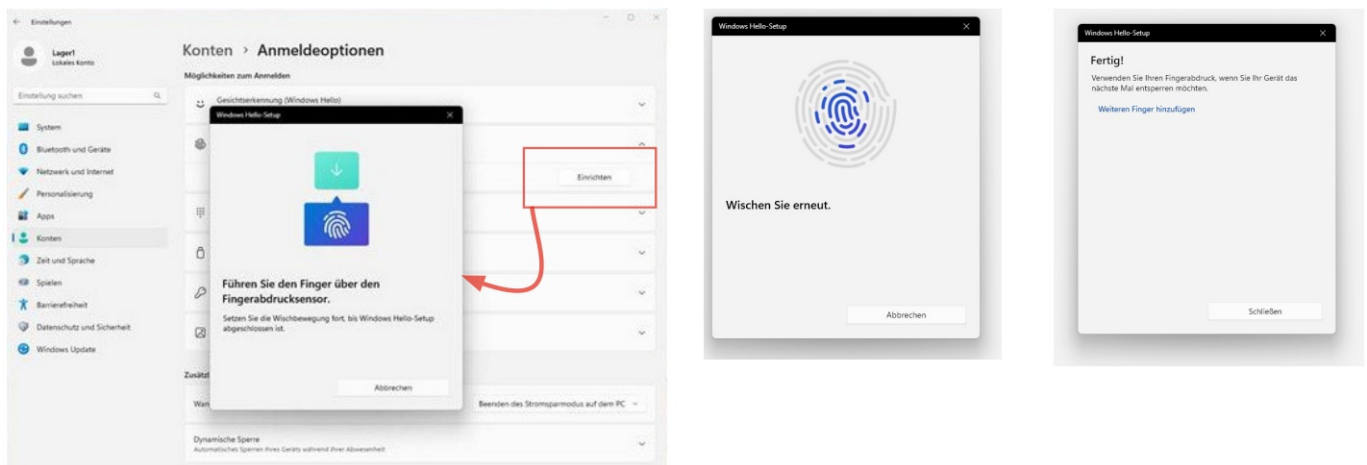 Einstellungen
Lager1
Lokales Konto
Einstellung suchen
System
Bluetooth und Geräte
Netzwerk und Internet
Personalisierung
Apps
Konten
Zeit und Sprache
Spielen
Barrierefreiheit
Datenschutz und Sicherheit
Windows Update
Konten > Anmeldeoptionen
Möglichkeiten zum Anmelden
Gesichtserkennung (Windows Hello)
Einrichten
Windows Hello-Setup
Führen Sie den Finger über den
Fingerabdrucksensor.
Setzen Sie die Wischbewegung fort, bis Windows Hello-Setup
abgeschlossen ist.
Abbrechen
Zusätzl
Wan
Beenden des Stromsparmodus auf dem PC
Dynamische Sperre
Automatisches Sperren Ihres Geräts während Ihrer Abwesenheit
Windows Hello-Setup
Wischen Sie erneut.
Abbrechen
Windows Hello-Setup
Fertig!
Verwenden Sie Ihren Fingerabdruck, wenn Sie Ihr Gerät das
nächste Mal entsperren möchten.
Weiteren Finger hinzufügen
Schließen